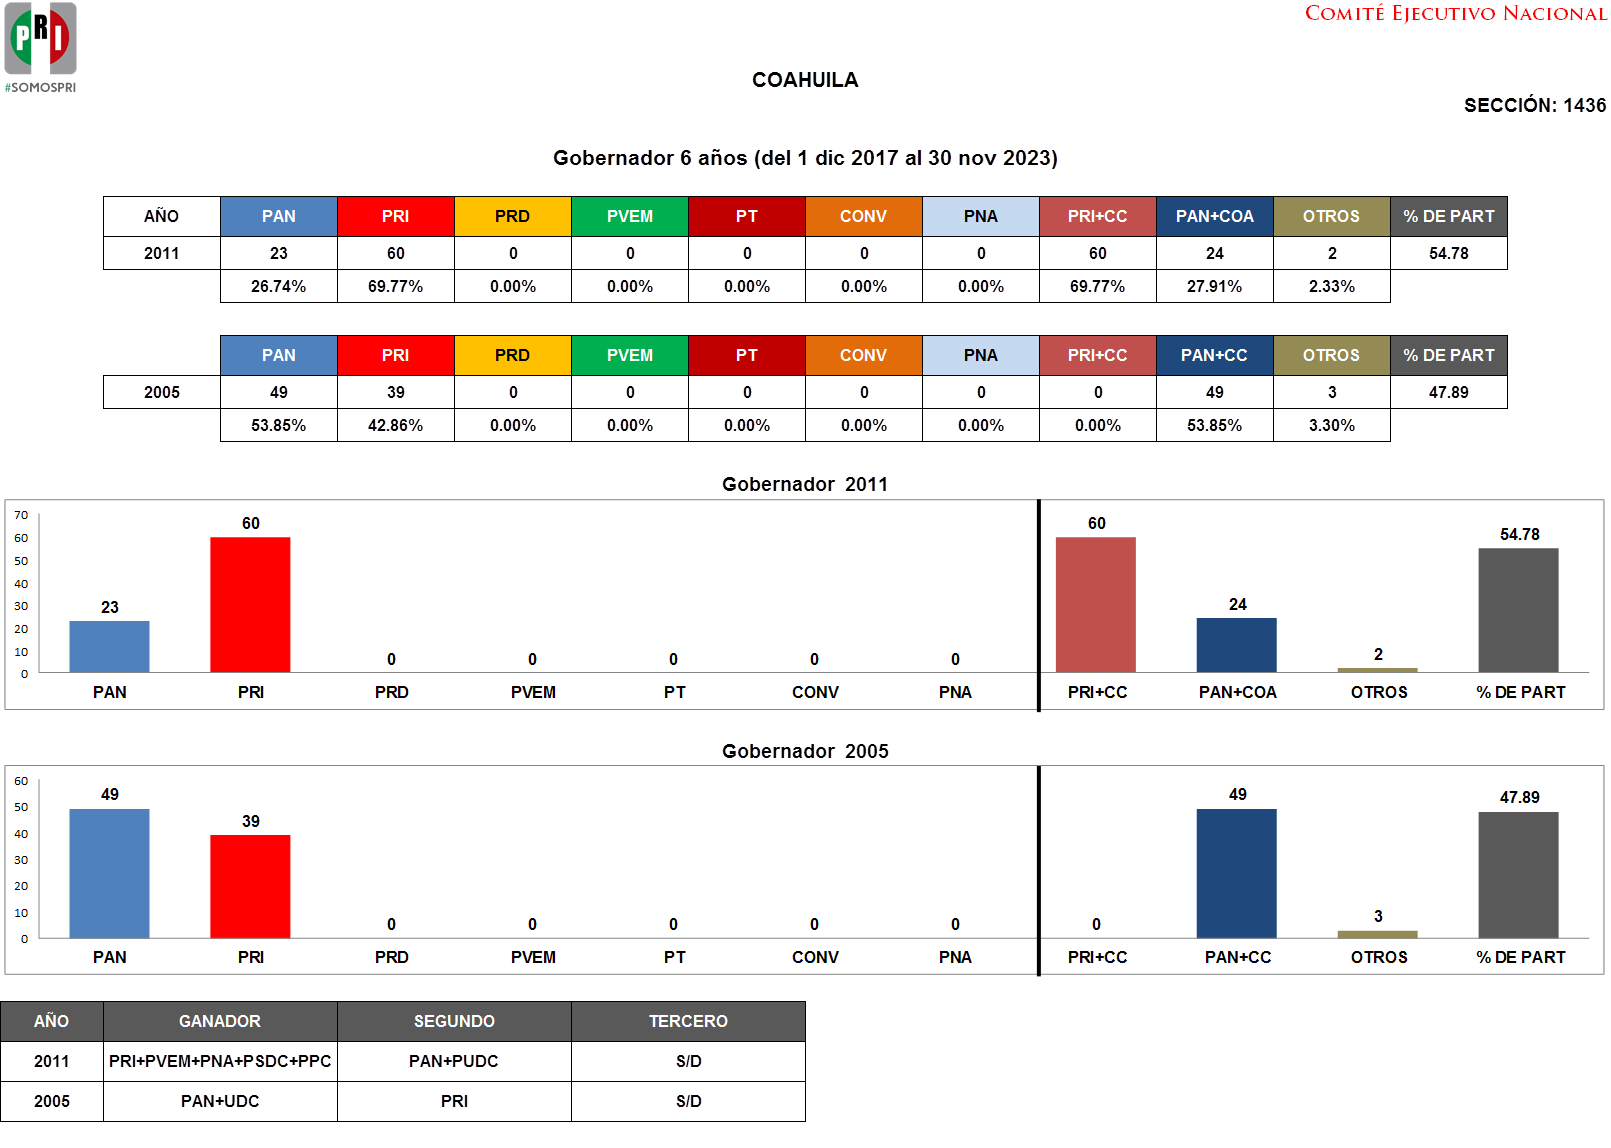 PRI
#SOMOSPRI
COMITÉ EJECUTIVO NACIONAL
COAHUILA
SECCIÓN: 1436
Gobernador 6 años (del 1 dic 2017 al 30 nov 2023)
AÑO PAN PRI PRD PVEM PT CONV PNA PRI+CC PAN+COA OTROS % DE PART
2011 23 60 0 0 0 0 0 60 24 2 54.78
26.74% 69.77% 0.00% 0.00% 0.00% 0.00% 0.00% 69.77% 27.91% 2.33%
PAN PRI PRD PVEM PT CONV PNA PRI+CC PAN+CC OTROS % DE PART
2005 49 39 0 0 0 0 0 0 49 3 47.89
53.85% 42.86% 0.00% 0.00% 0.00% 0.00% 0.00% 0.00% 53.85% 3.30%
Gobernador 2011
70
60
50
40
30
20
10
0
23 60 0 0 0 0 0 60 24 2 54.78
PAN PRI PRD PVEM PT CONV PNA PRI+CC PAN+COA OTROS % DE PART
Gobernador 2005
60
50
40
30
20
10
0
49 39 0 0 0 0 0 0 49 3 47.89
PAN PRI PRD PVEM PT CONV PNA PRI+CC PAN+CC OTROS % DE PART
AÑO GANADOR SEGUNDO TERCERO
2011 PRI+PVEM+PNA+PSDC+PPC PAN+PUDC S/D
2005 PAN+UDC PRI S/D